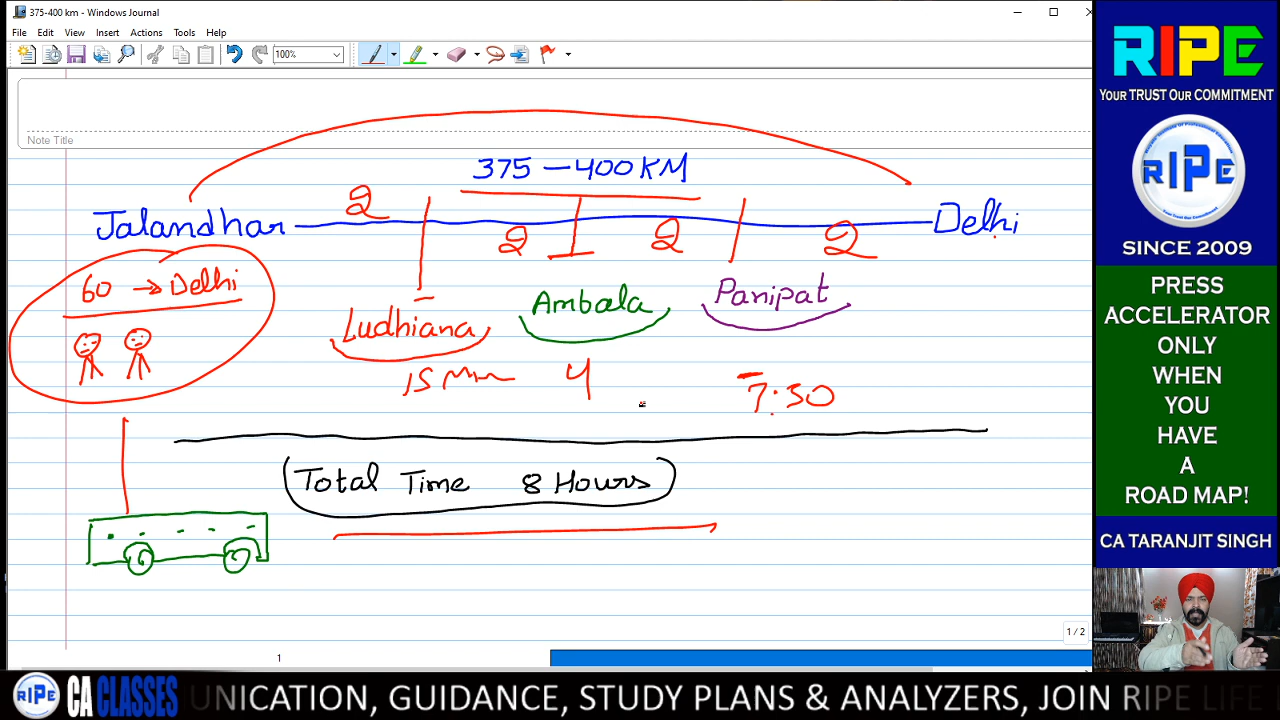 375-400 km - Windows Journal
File Edit View Insert Actions Tools Help
100%
Note Title
375 - 400 KM
Jalandhar
2
2
2
2
Delhi
60 → Delhi
Ludhiana
Ambala
Panipat
15 Min
4
7:30
Total Time 8 Hours
1 / 2
1
RIPE
YOUR TRUST OUR COMMITMENT
RIPE
SINCE 2009
PRESS
ACCELERATOR
ONLY
WHEN
YOU
HAVE
A
ROAD MAP!
CA TARANJIT SINGH
RIPE CA CLASSES
UNICATION, GUIDANCE, STUDY PLANS & ANALYZERS, JOIN RIPE LIFE